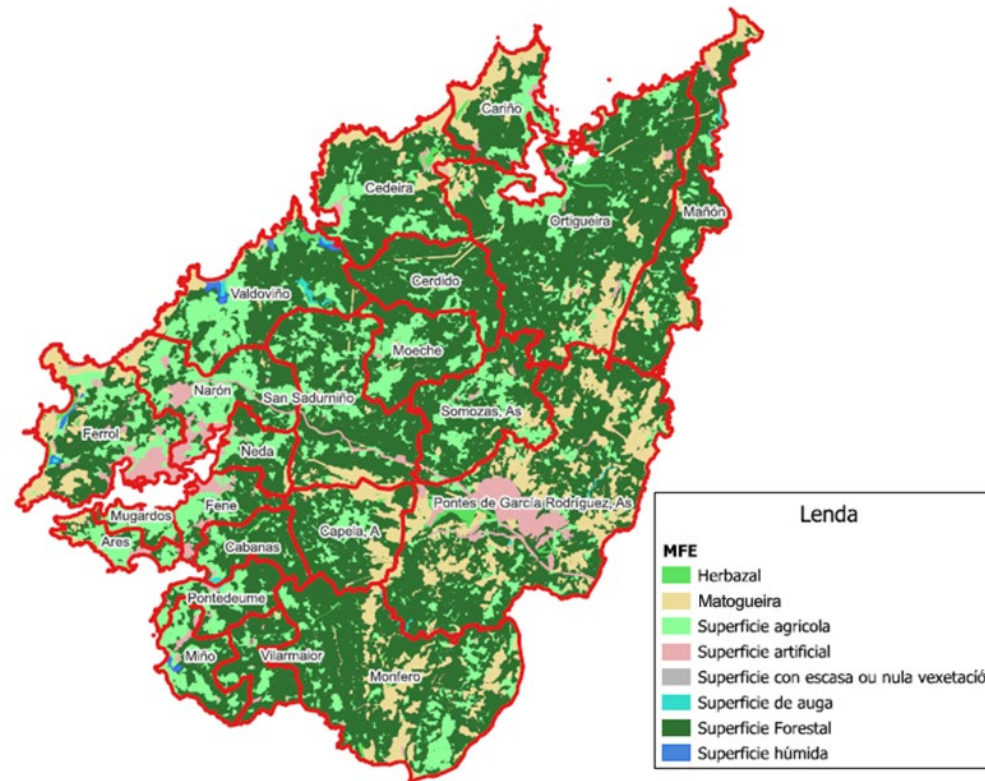 Cariño
Cedeira
Ortigueira
Mañón
Cerdido
Valdoviño
Moeche
Narón
San Sadurniño
Somozas, As
Ferrol
Neda
Pontes de García Rodríguez, As
Fene
Mugardos
Capela, A
Ares
Cabanas
Pontedeume
Miño
Vilarmaior
Monfero
Lenda
MFE
Herbazal
Matogueira
Superficie agricola
Superficie artificial
Superficie con escasa ou nula vexetació
Superficie de auga
Superficie Forestal
Superficie húmida